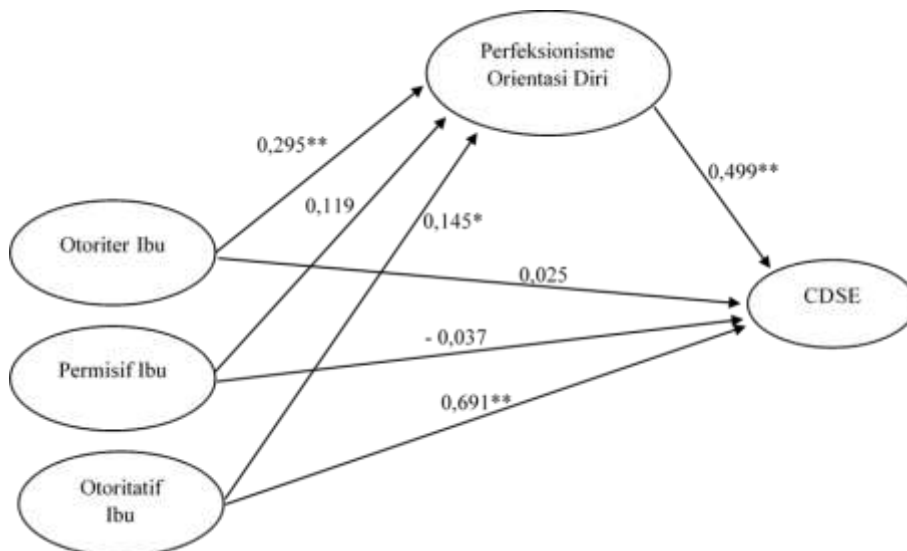 Perfeksionisme
Orientasi Diri
0,295**
0,119
0,499**
0,145*
Otoriter Ibu
0,025
CDSE
- 0,037
Permisif Ibu
0,691**
Otoritatif
Ibu